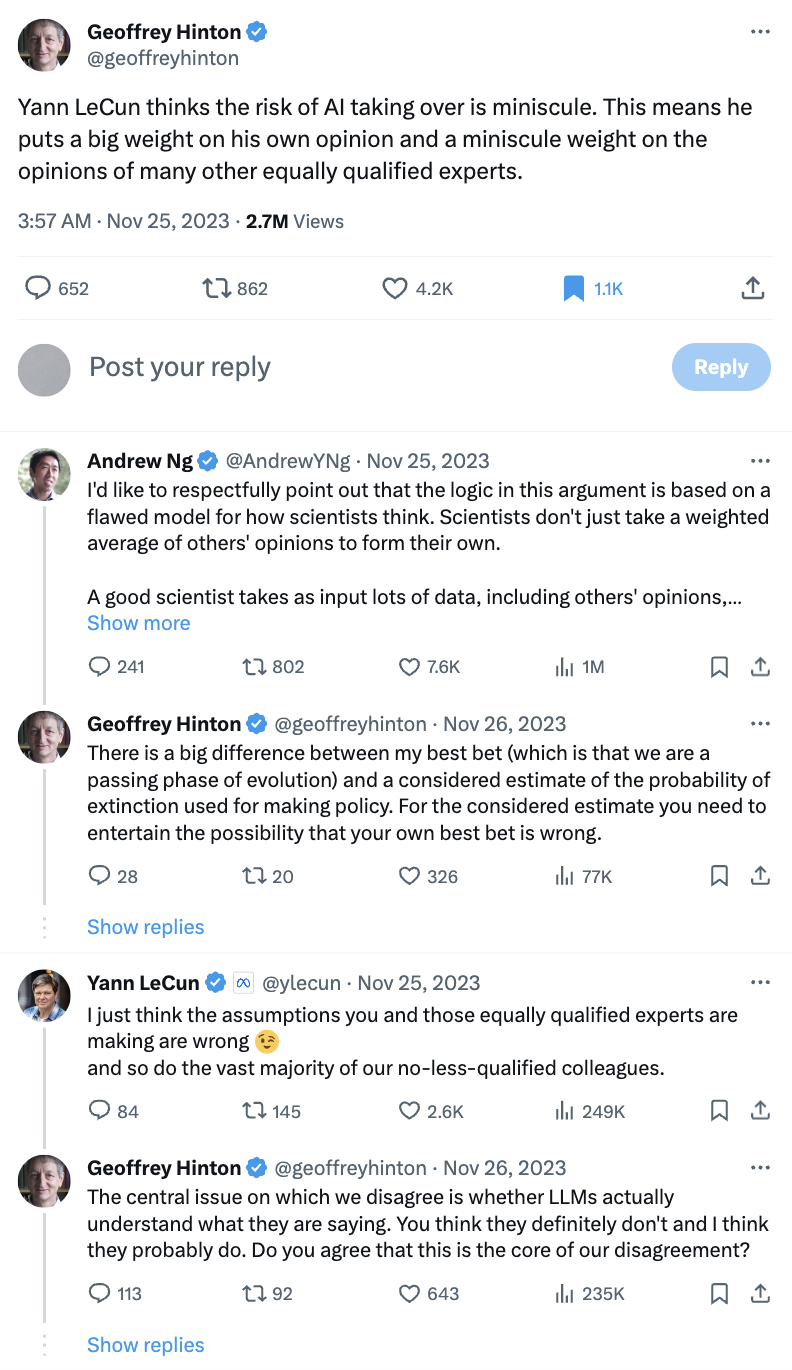 Geoffrey Hinton
@geoffreyhinton
Yann LeCun thinks the risk of AI taking over is miniscule. This means he
puts a big weight on his own opinion and a miniscule weight on the
opinions of many other equally qualified experts.
3:57 AM · Nov 25, 2023 · 2.7M Views
652 862 4.2K 1.1K
Post your reply Reply
Andrew Ng @AndrewYNg · Nov 25, 2023
I'd like to respectfully point out that the logic in this argument is based on a
flawed model for how scientists think. Scientists don't just take a weighted
average of others' opinions to form their own.
A good scientist takes as input lots of data, including others' opinions,...
Show more
241 802 7.6K 1M
Geoffrey Hinton @geoffreyhinton · Nov 26, 2023
There is a big difference between my best bet (which is that we are a
passing phase of evolution) and a considered estimate of the probability of
extinction used for making policy. For the considered estimate you need to
entertain the possibility that your own best bet is wrong.
28 20 326 77K
Show replies
Yann LeCun @ylecun · Nov 25, 2023
I just think the assumptions you and those equally qualified experts are
making are wrong 😉
and so do the vast majority of our no-less-qualified colleagues.
84 145 2.6K 249K
Geoffrey Hinton @geoffreyhinton · Nov 26, 2023
The central issue on which we disagree is whether LLMs actually
understand what they are saying. You think they definitely don't and I think
they probably do. Do you agree that this is the core of our disagreement?
113 92 643 235K
Show replies